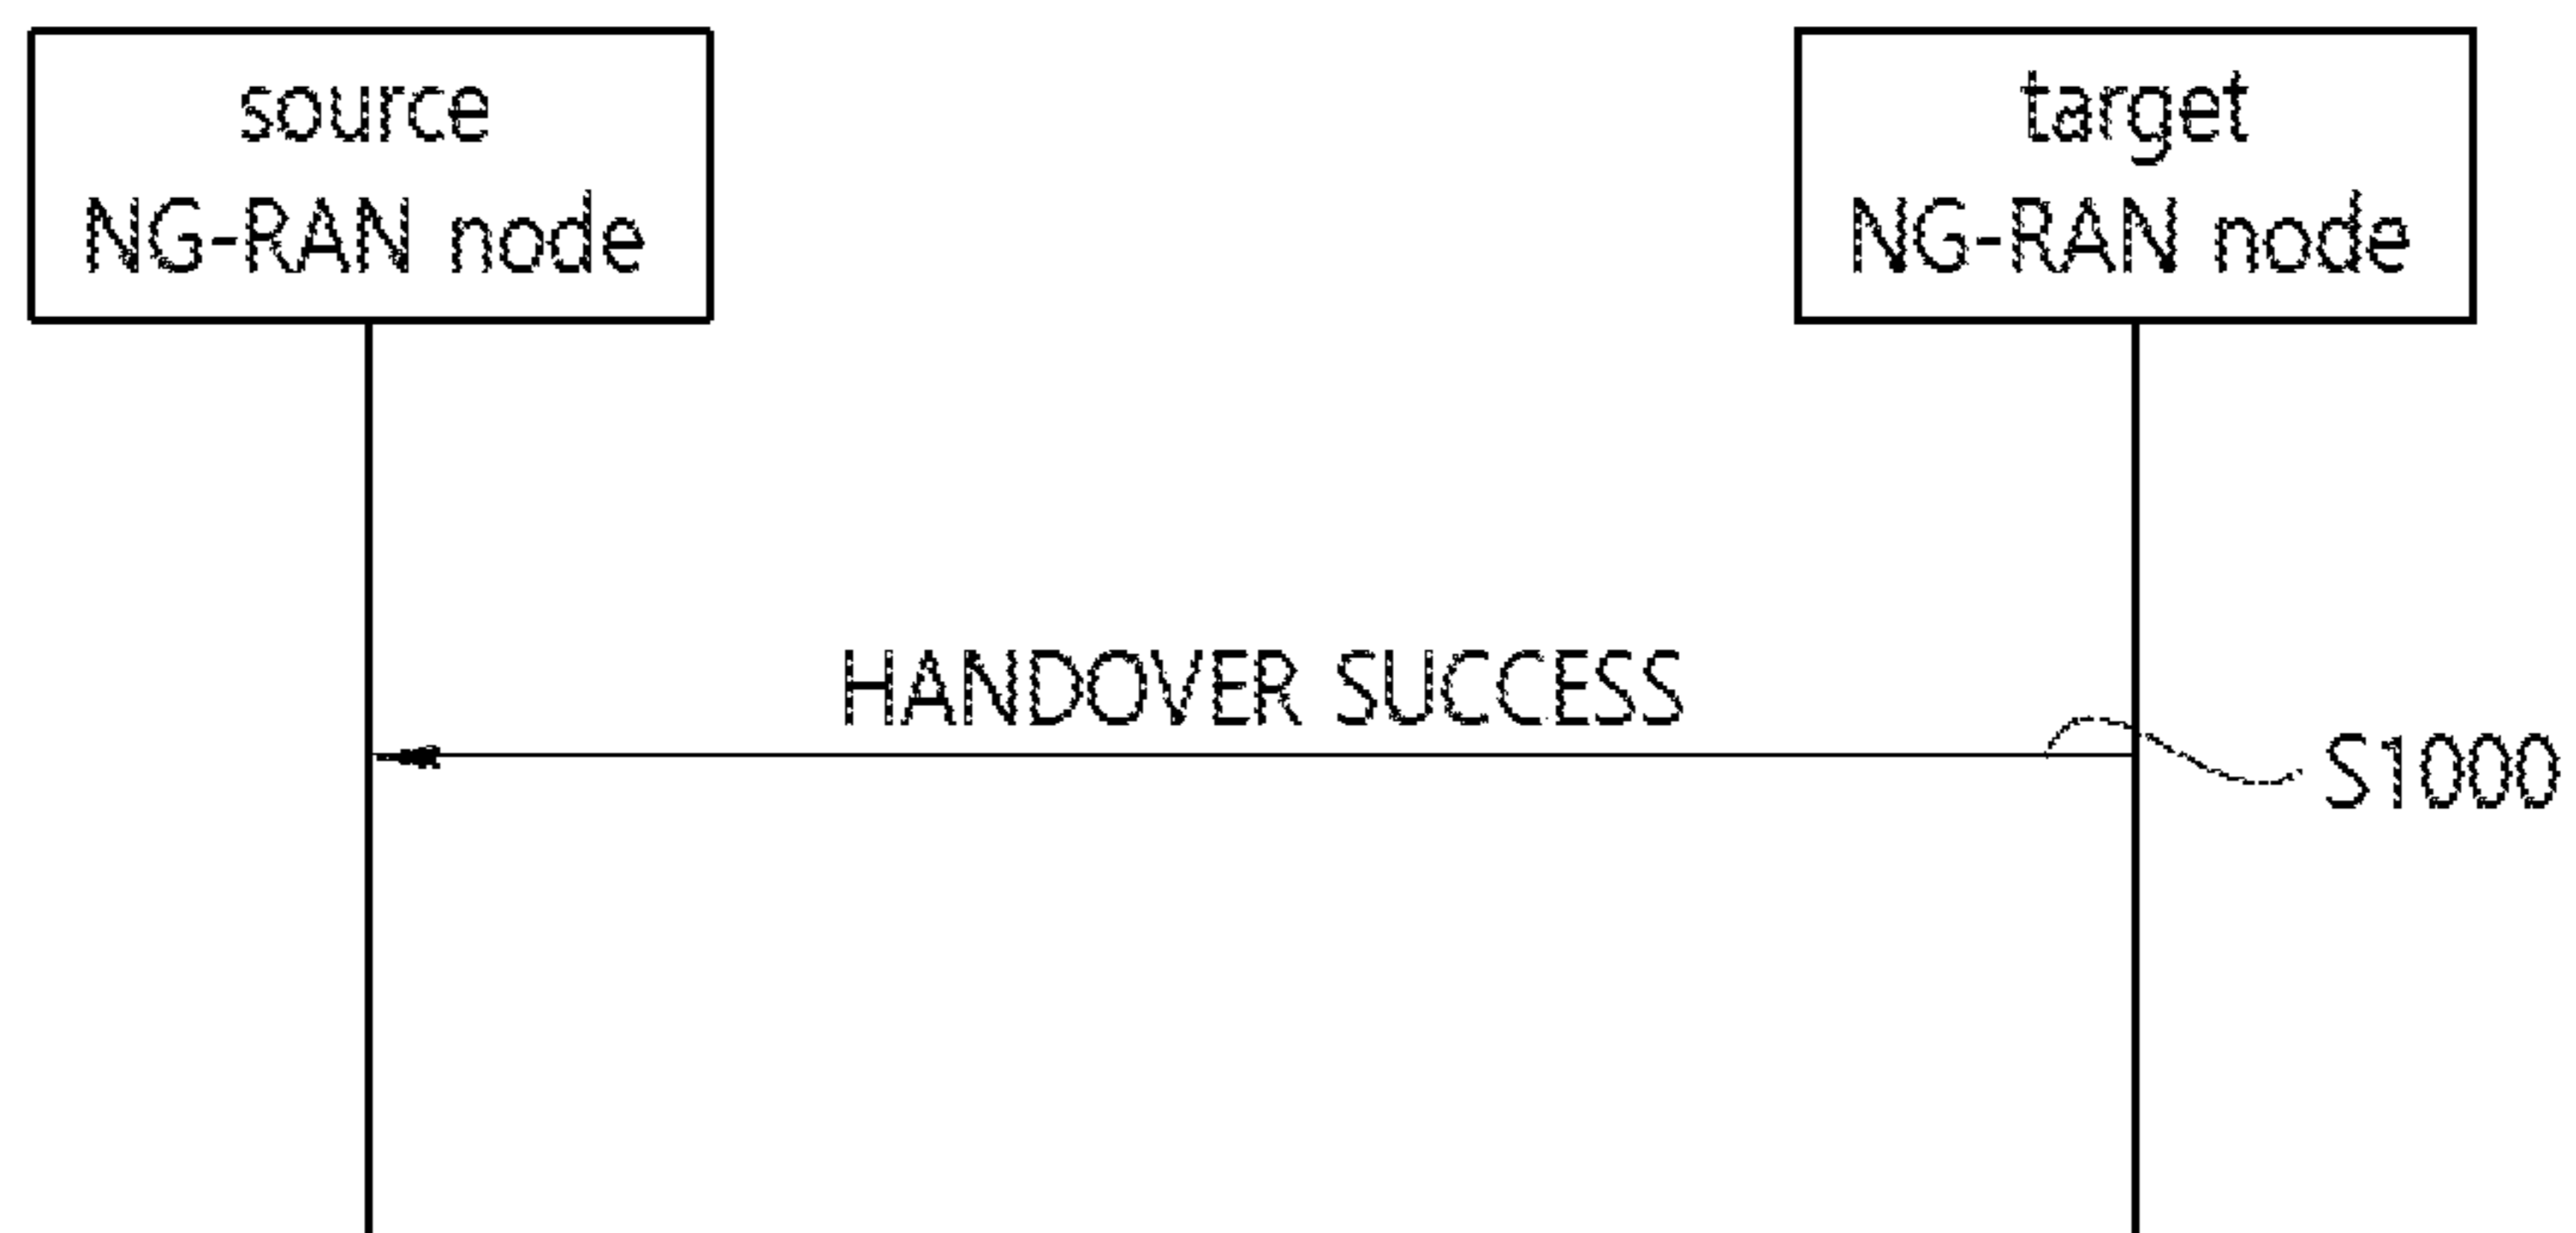 source
NG-RAN node
target
NG-RAN node
HANDOVER SUCCESS
S1000